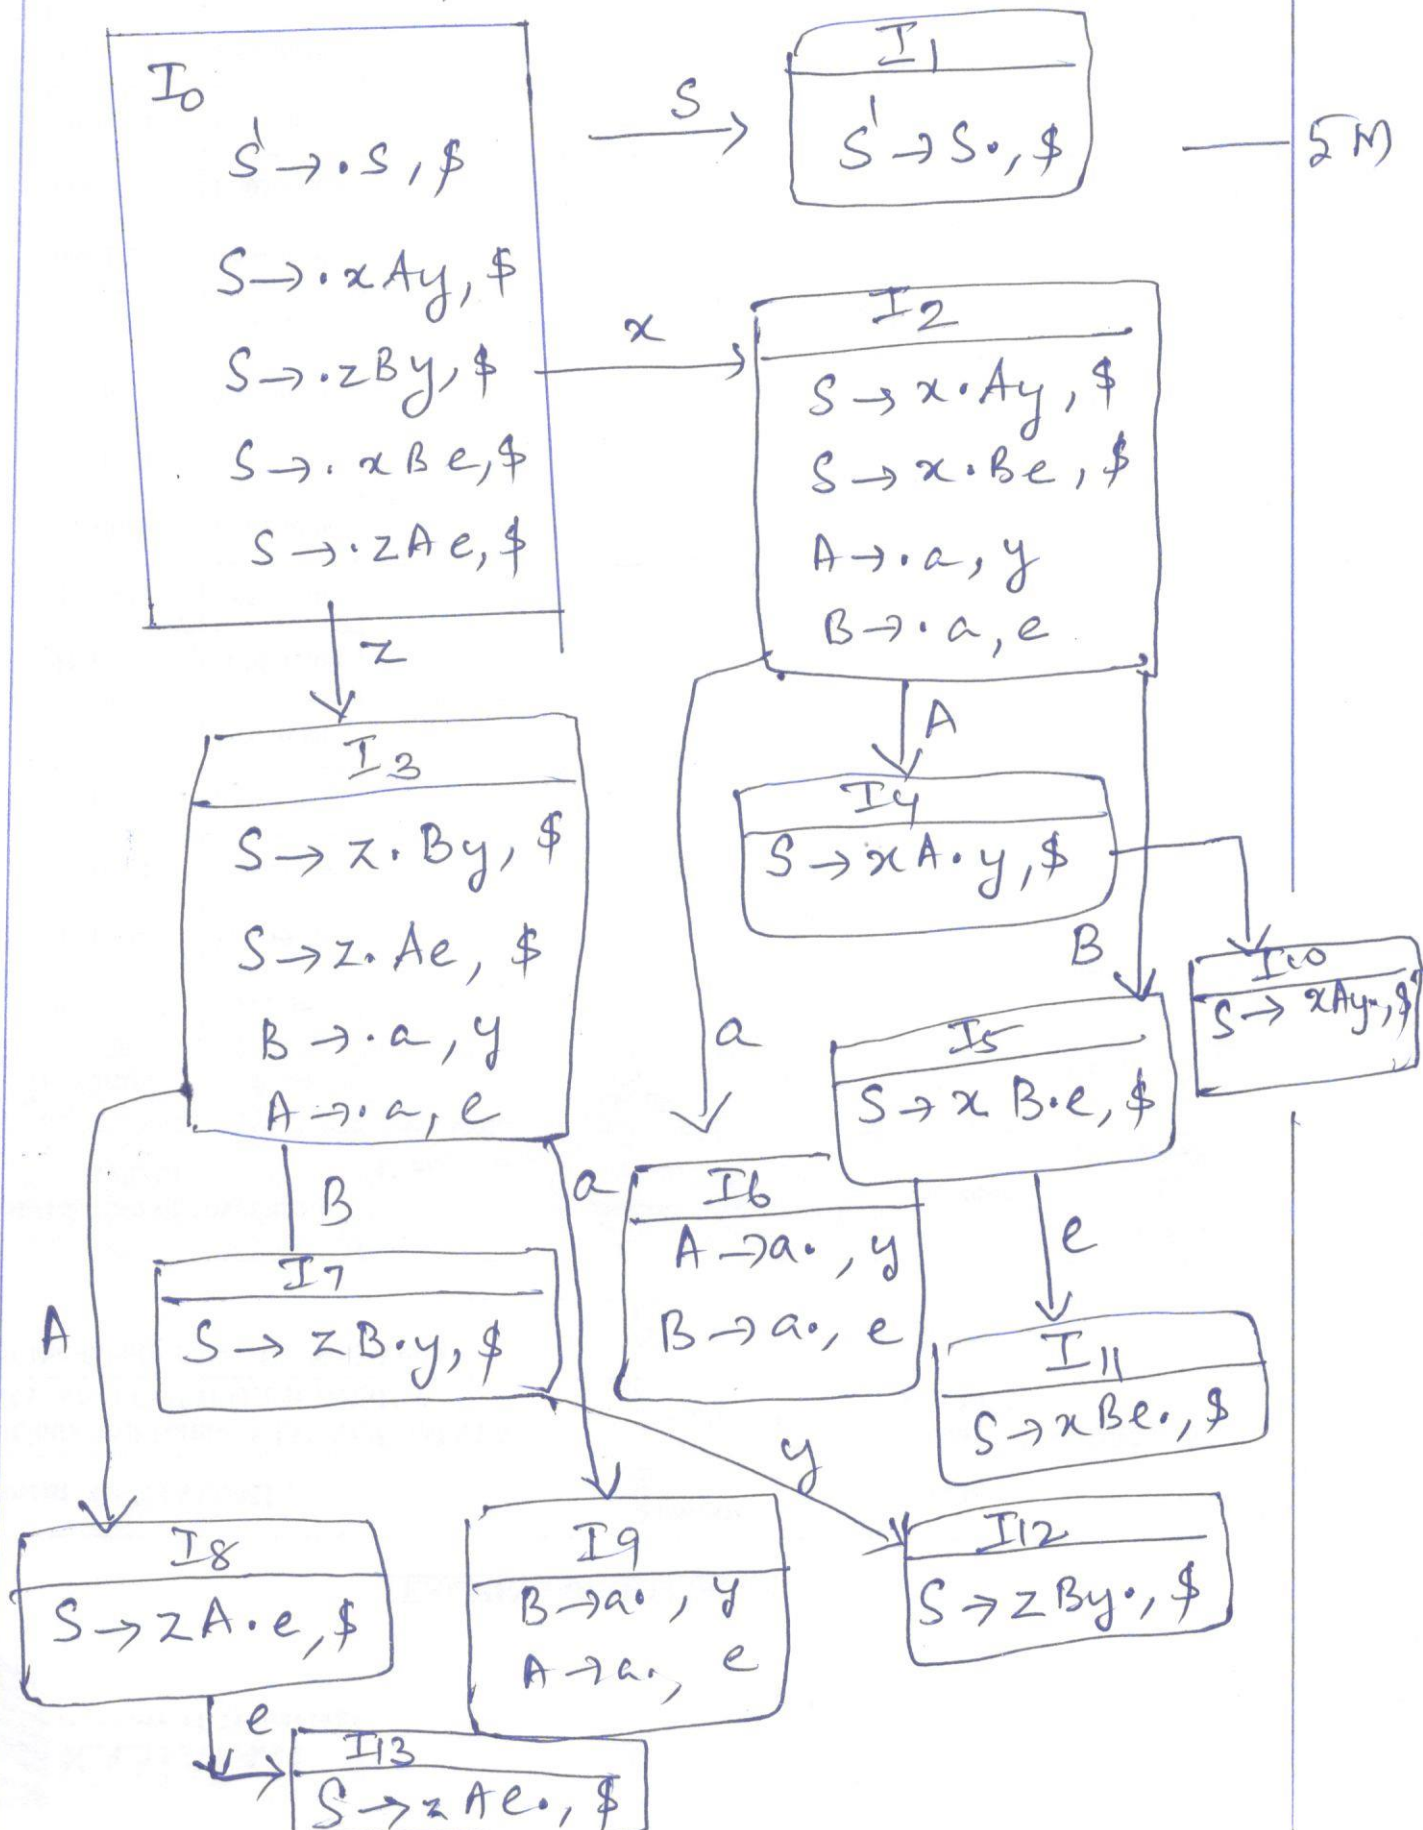 I0
S' → .S, $
S → .xAy, $
S → .zBy, $
S → .xBe, $
S → .zAe, $
S
I1
S' → S., $
5M
x
I2
S → x.Ay, $
S → x.Be, $
A → .a, y
B → .a, e
z
I3
S → z.By, $
S → z.Ae, $
B → .a, y
A → .a, e
A
I4
S → xA.y, $
B
I10
S → xAy., $
a
I5
S → xB.e, $
B
a
I6
A → a., y
B → a., e
e
I7
S → zB.y, $
A
I11
S → xBe., $
y
I8
S → zA.e, $
I9
B → a., y
A → a., e
I12
S → zBy., $
e
I13
S → zAe., $